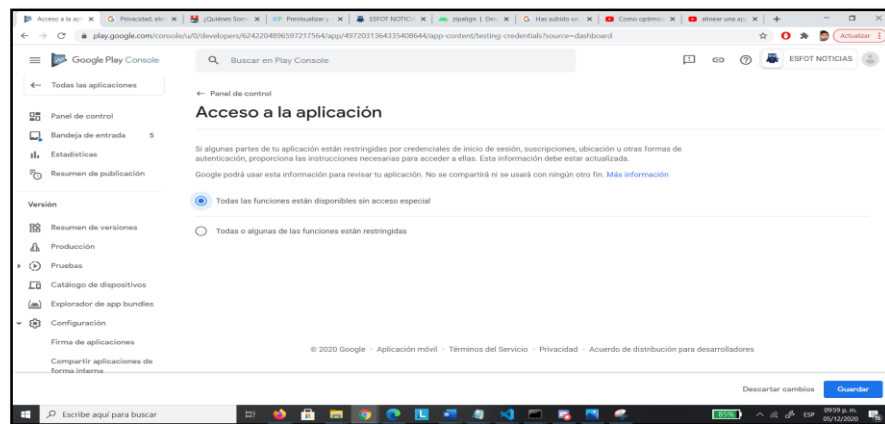 Acceso a la apl
Privacidad, ele
¿Quiénes Som
Previsualizar y
ESFOT NOTICI
zipalign | Des
Has subido un
Como optimiz
alinear una ap
play.google.com/console/u/0/developers/6242204896597217564/app/4972031364335408644/app-content/testing-credentials?source=dashboard
Actualizar
Google Play Console
Buscar en Play Console
ESFOT NOTICIAS
Todas las aplicaciones
← Panel de control
Acceso a la aplicación
Panel de control
Bandeja de entrada 5
Estadísticas
Resumen de publicación
Si algunas partes de tu aplicación están restringidas por credenciales de inicio de sesión, suscripciones, ubicación u otras formas de
autenticación, proporciona las instrucciones necesarias para acceder a ellas. Esta información debe estar actualizada.
Google podrá usar esta información para revisar tu aplicación. No se compartirá ni se usará con ningún otro fin. Más información
Todas las funciones están disponibles sin acceso especial
Todas o algunas de las funciones están restringidas
Versión
Resumen de versiones
Producción
Pruebas
Catálogo de dispositivos
Explorador de app bundles
Configuración
Firma de aplicaciones
Compartir aplicaciones de
forma interna
© 2020 Google · Aplicación móvil · Términos del Servicio · Privacidad · Acuerdo de distribución para desarrolladores
Descartar cambios Guardar
Escribe aquí para buscar
85%
ESP
09:59 p. m.
05/12/2020